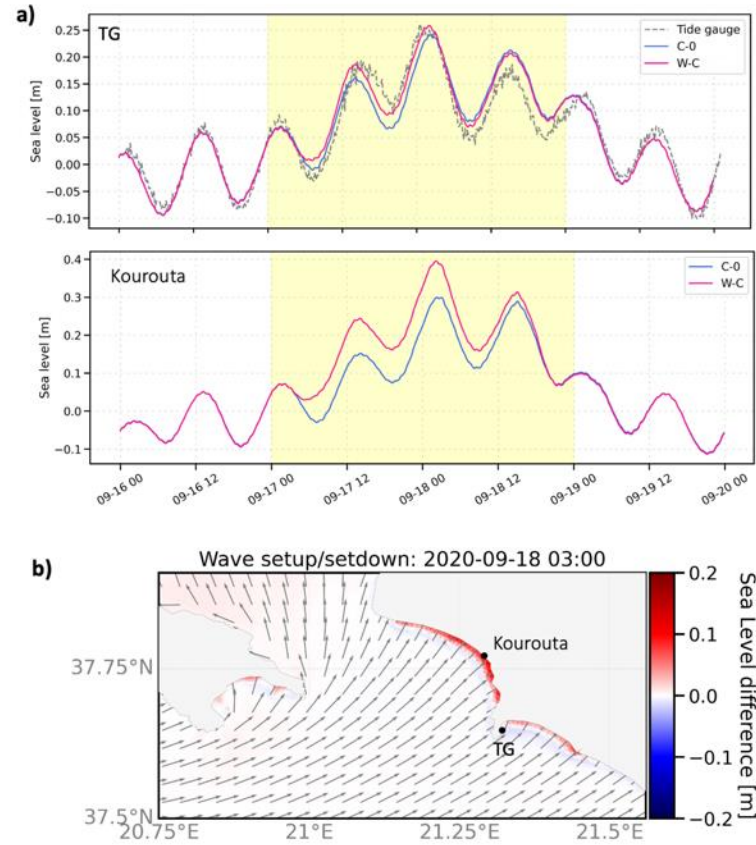 a)
TG
Sea level [m]
0.25
0.20
0.15
0.10
0.05
0.00
−0.05
−0.10
Tide gauge
C-0
W-C
Kourouta
Sea level [m]
0.4
0.3
0.2
0.1
0.0
−0.1
C-0
W-C
09-16 00
09-16 12
09-17 00
09-17 12
09-18 00
09-18 12
09-19 00
09-19 12
09-20 00
b)
Wave setup/setdown: 2020-09-18 03:00
37.75°N
37.5°N
20.75°E
21°E
21.25°E
21.5°E
Kourouta
TG
0.2
0.1
0.0
−0.1
−0.2
Sea Level difference [m]